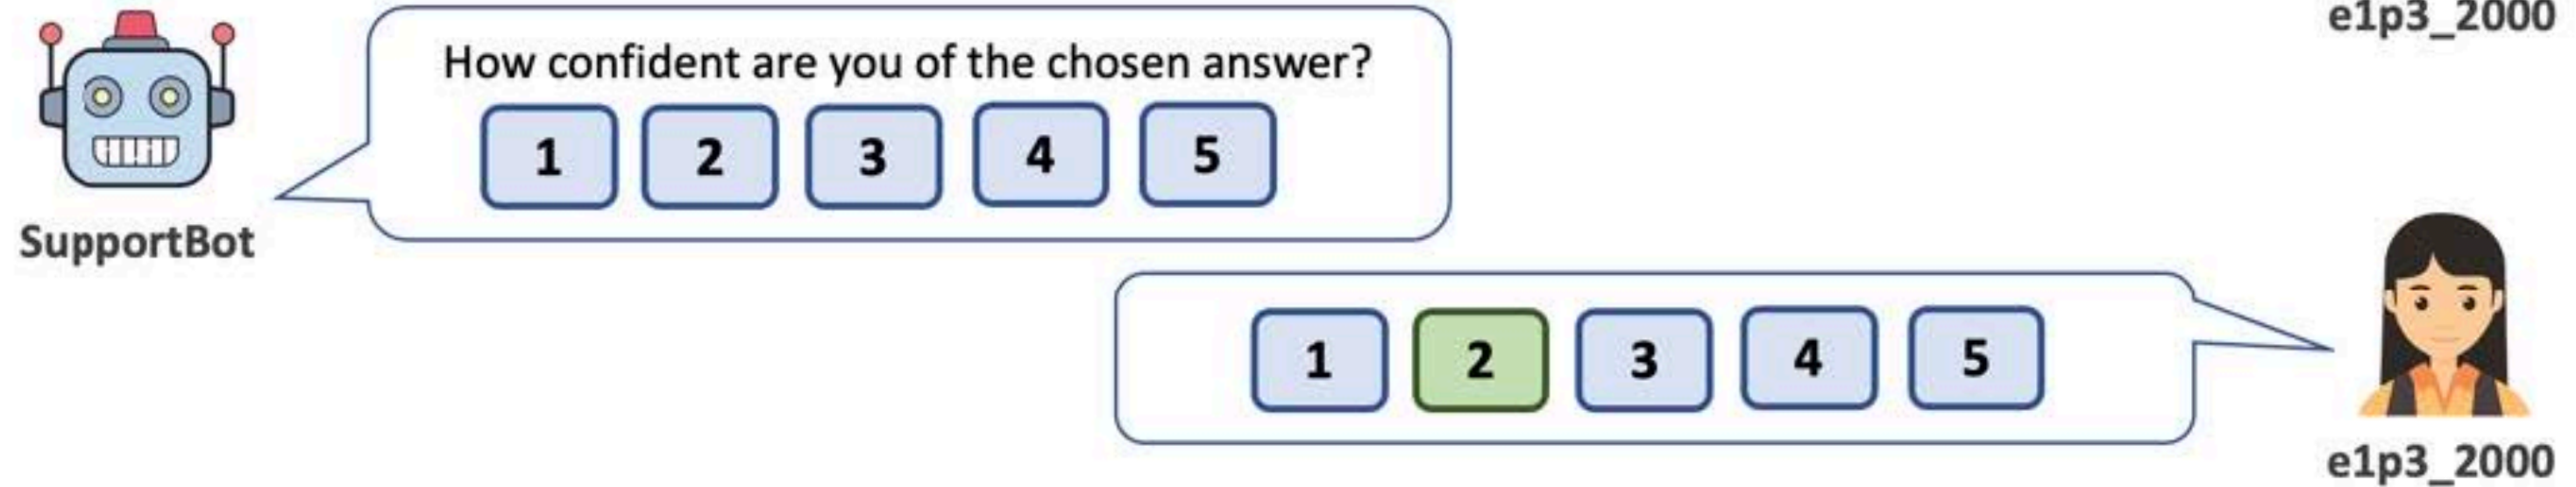 e1p3_2000
How confident are you of the chosen answer?
1 2 3 4 5
SupportBot
1 2 3 4 5
e1p3_2000